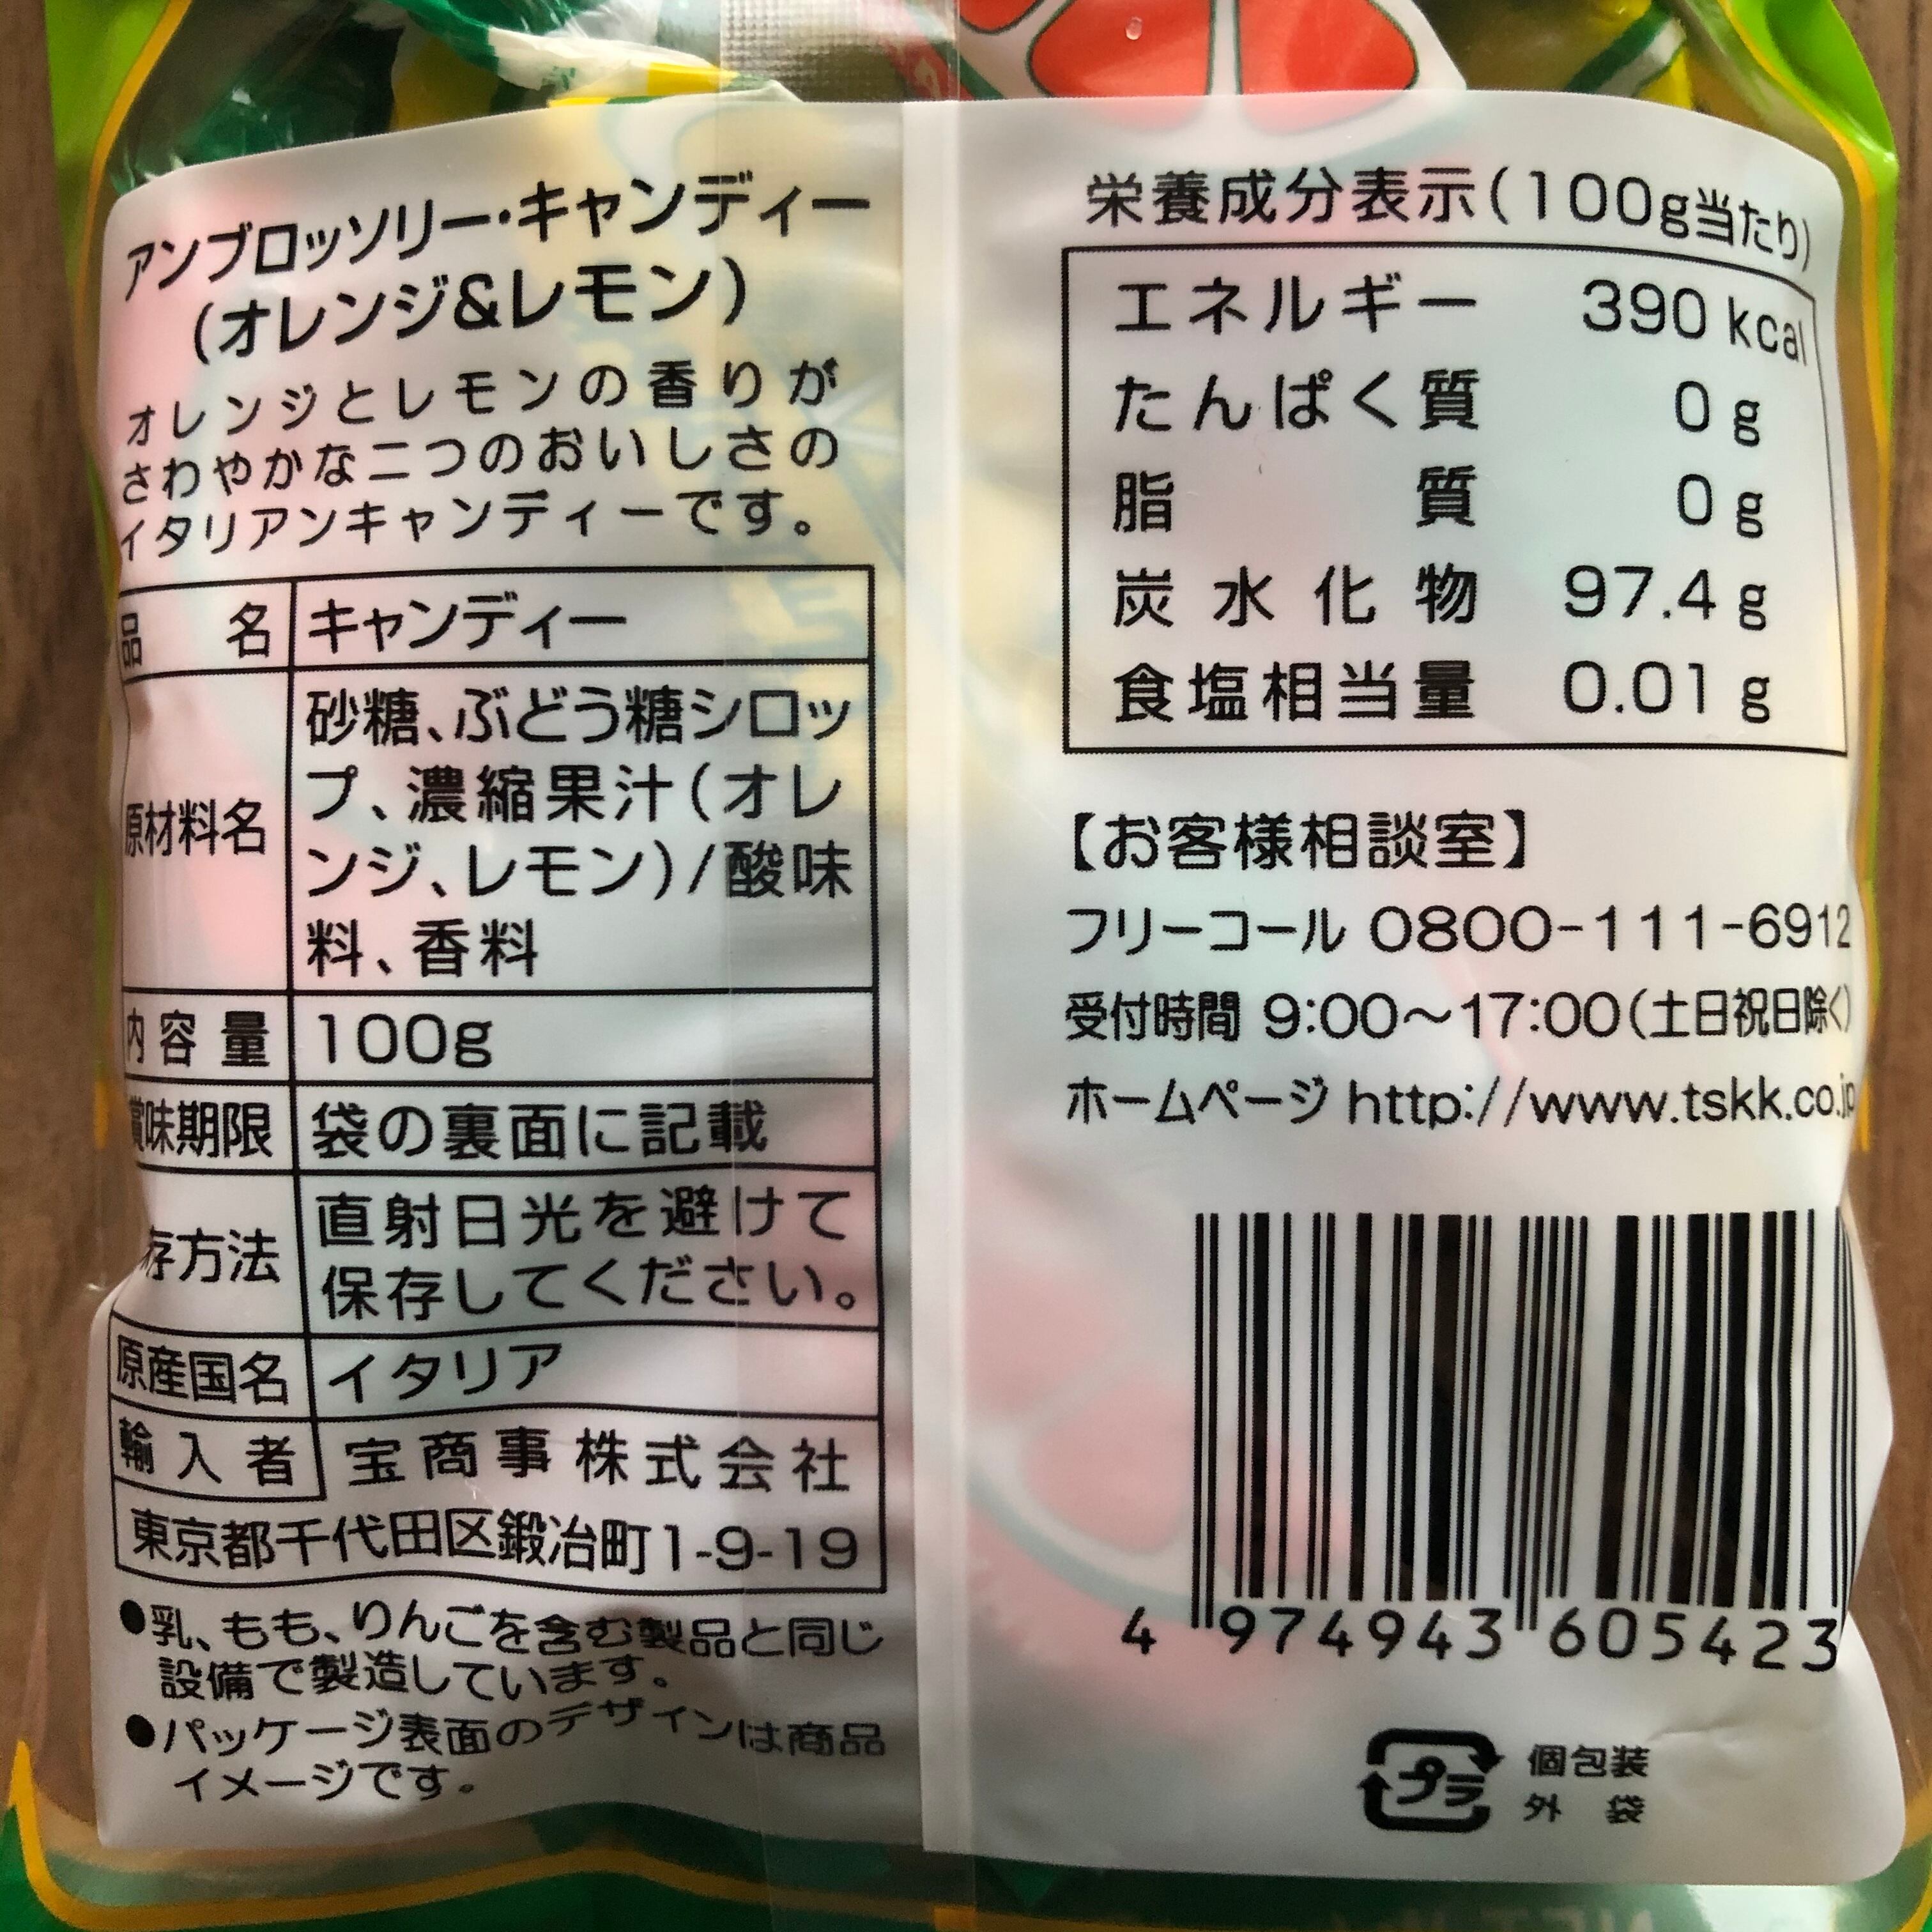 アンブロッソリー・キャンディー
(オレンジ&レモン)
オレンジとレモンの香りが
さわやかな二つのおいしさの
イタリアンキャンディーです。
品名 キャンディー
原材料名 砂糖、ぶどう糖シロッ
プ、濃縮果汁(オレ
ンジ、レモン)/酸味
料、香料
内容量 100g
賞味期限 袋の裏面に記載
存方法 直射日光を避けて
保存してください。
原産国名 イタリア
輸入者 宝商事株式会社
東京都千代田区鍛冶町1-9-19
●乳、もも、りんごを含む製品と同じ
設備で製造しています。
●パッケージ表面のデザインは商品
イメージです。
栄養成分表示(100g当たり)
エネルギー 390 kcal
たんぱく質 0 g
脂質 0 g
炭水化物 97.4 g
食塩相当量 0.01 g
【お客様相談室】
フリーコール 0800-111-6912
受付時間 9:00〜17:00(土日祝日除く)
ホームページ http://www.tskk.co.jp
4 974943 605423
プラ
個包装
外袋